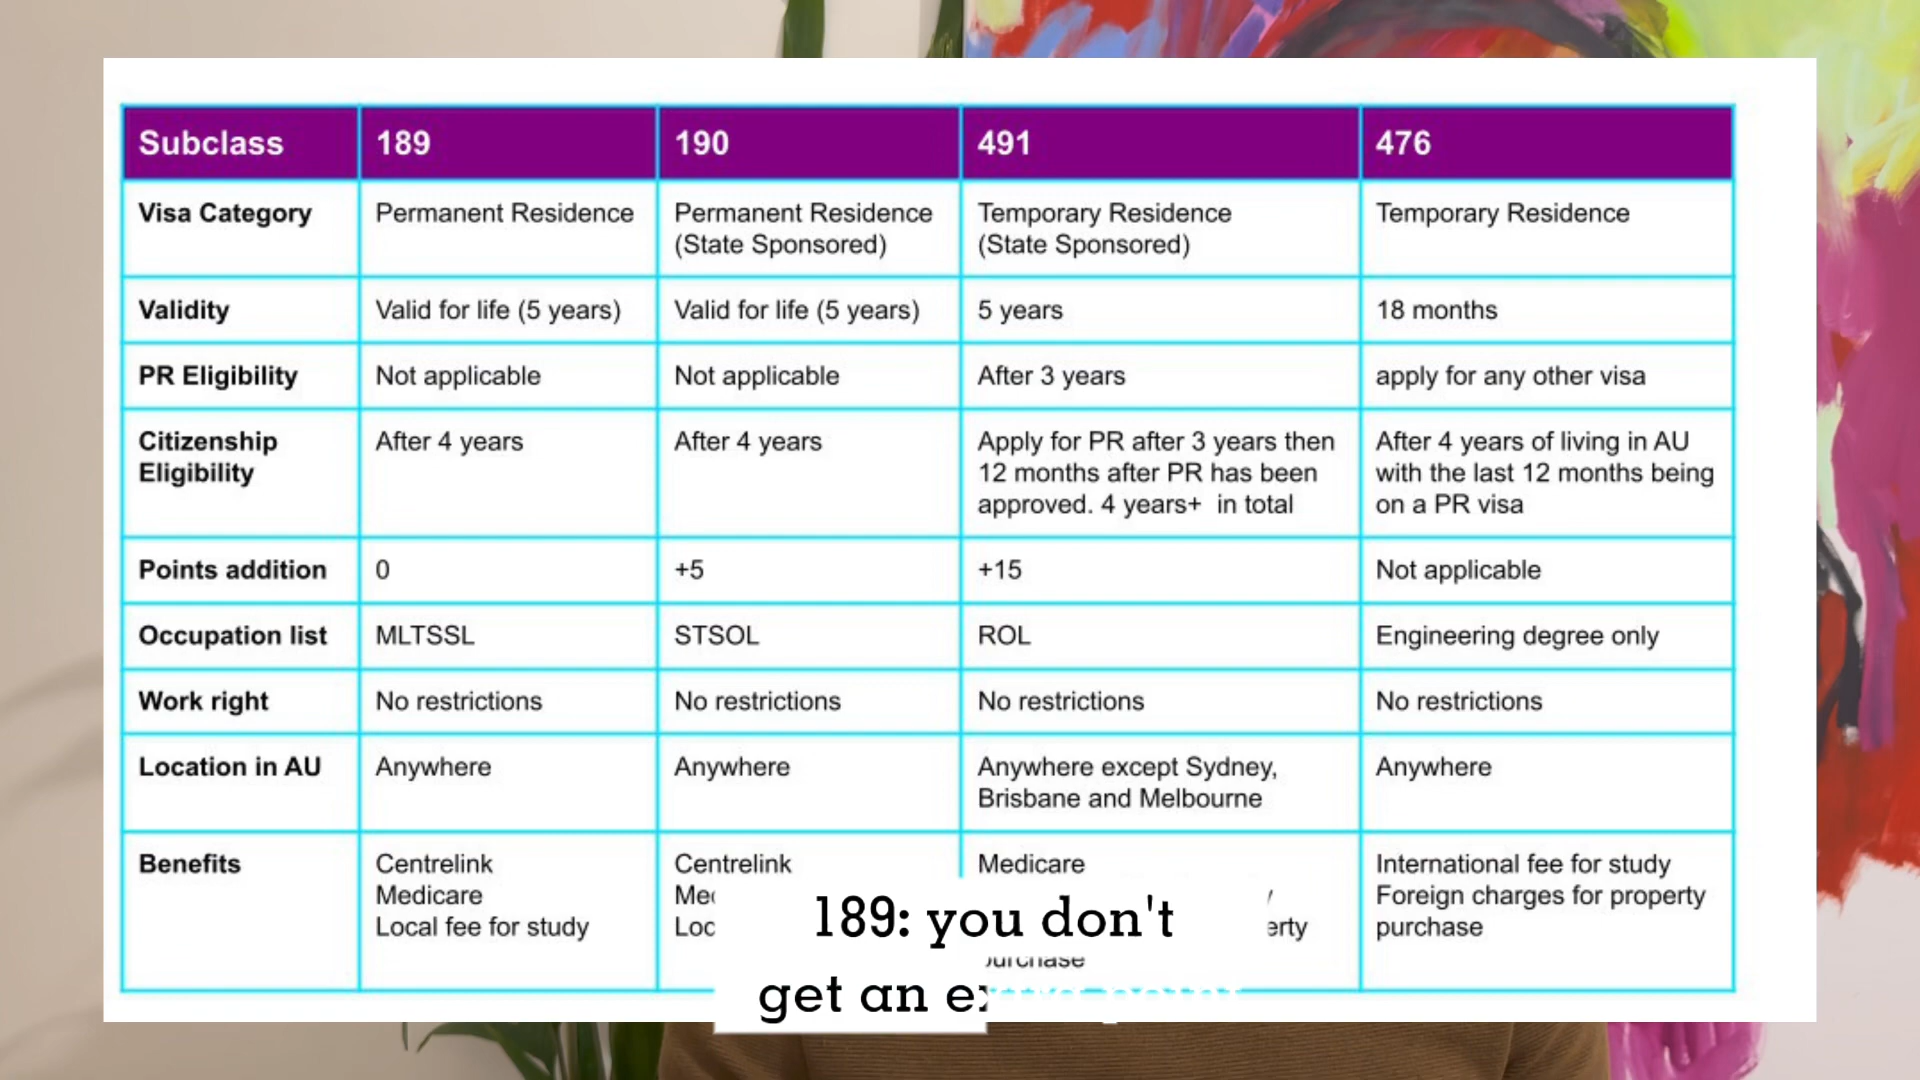 Subclass 189 190 491 476
Visa Category Permanent Residence Permanent Residence Temporary Residence Temporary Residence
(State Sponsored) (State Sponsored)
Validity Valid for life (5 years) Valid for life (5 years) 5 years 18 months
PR Eligibility Not applicable Not applicable After 3 years apply for any other visa
Citizenship After 4 years After 4 years Apply for PR after 3 years then After 4 years of living in AU
Eligibility 12 months after PR has been with the last 12 months being
approved. 4 years+ in total on a PR visa
Points addition 0 +5 +15 Not applicable
Occupation list MLTSSL STSOL ROL Engineering degree only
Work right No restrictions No restrictions No restrictions No restrictions
Location in AU Anywhere Anywhere Anywhere except Sydney, Anywhere
Brisbane and Melbourne
Benefits Centrelink Centrelink Medicare International fee for study
Medicare Foreign charges for property
Local fee for study purchase
189: you don't
get an